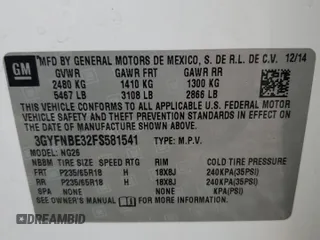 GM
MFD BY GENERAL MOTORS DE MEXICO, S. DE R.L. DE C.V. 12/14
GVWR GAWR FRT GAWR RR
2480 KG 1410 KG 1300 KG
5467 LB 3108 LB 2866 LB
THIS VEHICLE CONFORMS TO ALL APPLICABLE U.S. FEDERAL MOTOR
VEHICLE SAFETY, AND THEFT PREVENTION STANDARDS IN EFFECT
ON THE DATE OF MANUFACTURE SHOWN ABOVE.
3GYFNBE32FS581541 TYPE: M.P.V.
MODEL: NG26
NBBM TIRE SIZE SPEED RTG RIM COLD TIRE PRESSURE
FRT P235/65R18 H 18X8J 240KPA(35PSI)
RR P235/65R18 H 18X8J 240KPA(35PSI)
SPA NONE NONE KPA(PSI)
SEE OWNER'S MANUAL FOR MORE INFORMATION.
DREAMBID